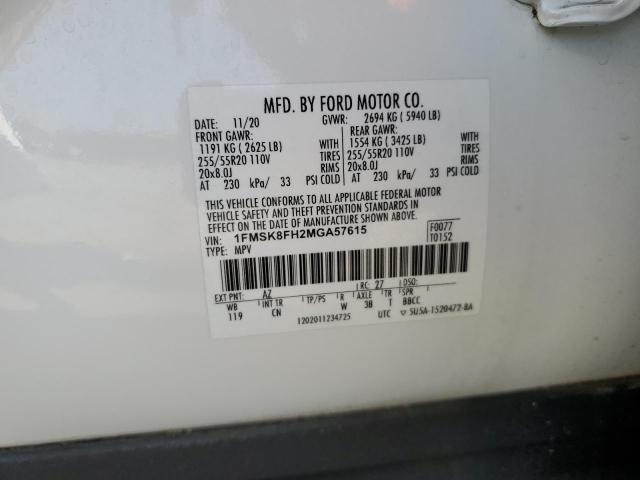 MFD. BY FORD MOTOR CO.
DATE: 11/20 GVWR: 2694 KG ( 5940 LB)
FRONT GAWR: REAR GAWR:
1191 KG ( 2625 LB) WITH 1554 KG ( 3425 LB) WITH
255/55R20 110V TIRES 255/55R20 110V TIRES
20x8.0J RIMS 20x8.0J RIMS
AT 230 kPa/ 33 PSI COLD AT 230 kPa/ 33 PSI COLD
THIS VEHICLE CONFORMS TO ALL APPLICABLE FEDERAL MOTOR
VEHICLE SAFETY AND THEFT PREVENTION STANDARDS IN
EFFECT ON THE DATE OF MANUFACTURE SHOWN ABOVE.
VIN: 1FMSK8FH2MGA57615 F0077
TYPE: MPV T0152
EXT PNT: AZ RC: 27 DSO:
WB INT TR TP/PS R AXLE TR SPR
119 CN W 3B T BBCC
1202011234725 UTC ▽ 5U5A-1520472-BA